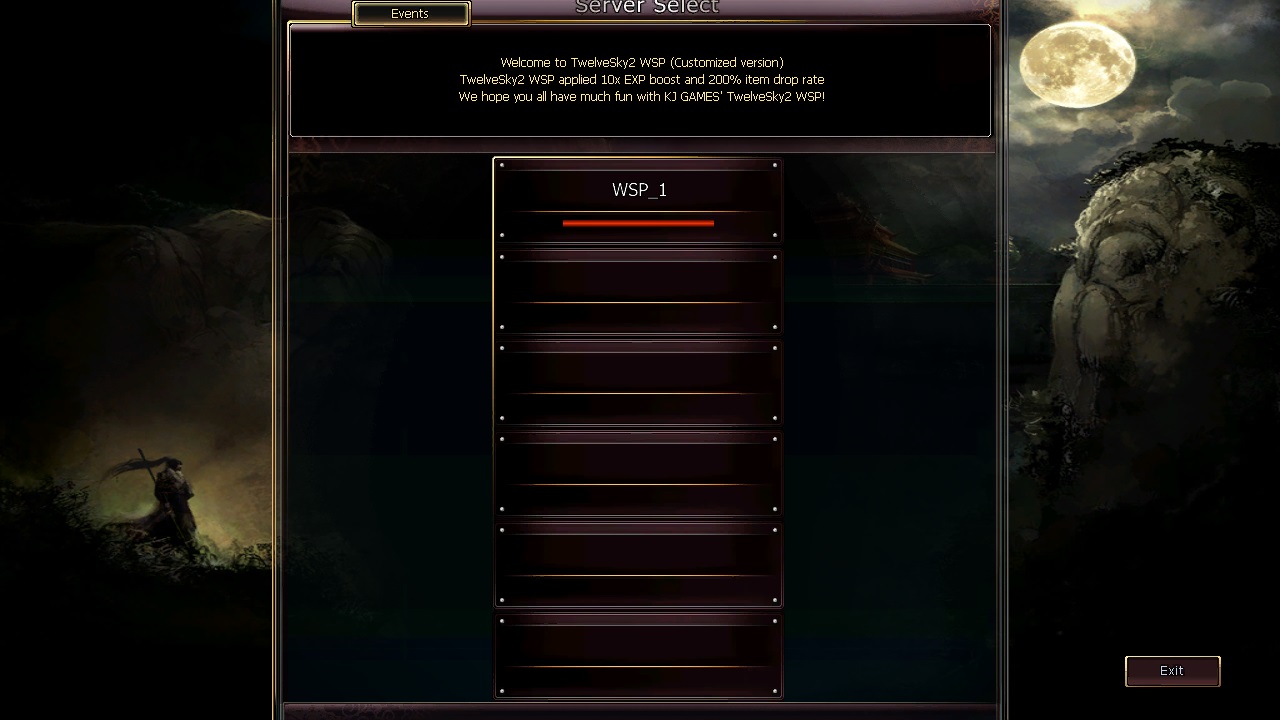 Server Select
Events
Welcome to TwelveSky2 WSP (Customized version)
TwelveSky2 WSP applied 10x EXP boost and 200% item drop rate
We hope you all have much fun with KJ GAMES' TwelveSky2 WSP!
WSP_1
Exit